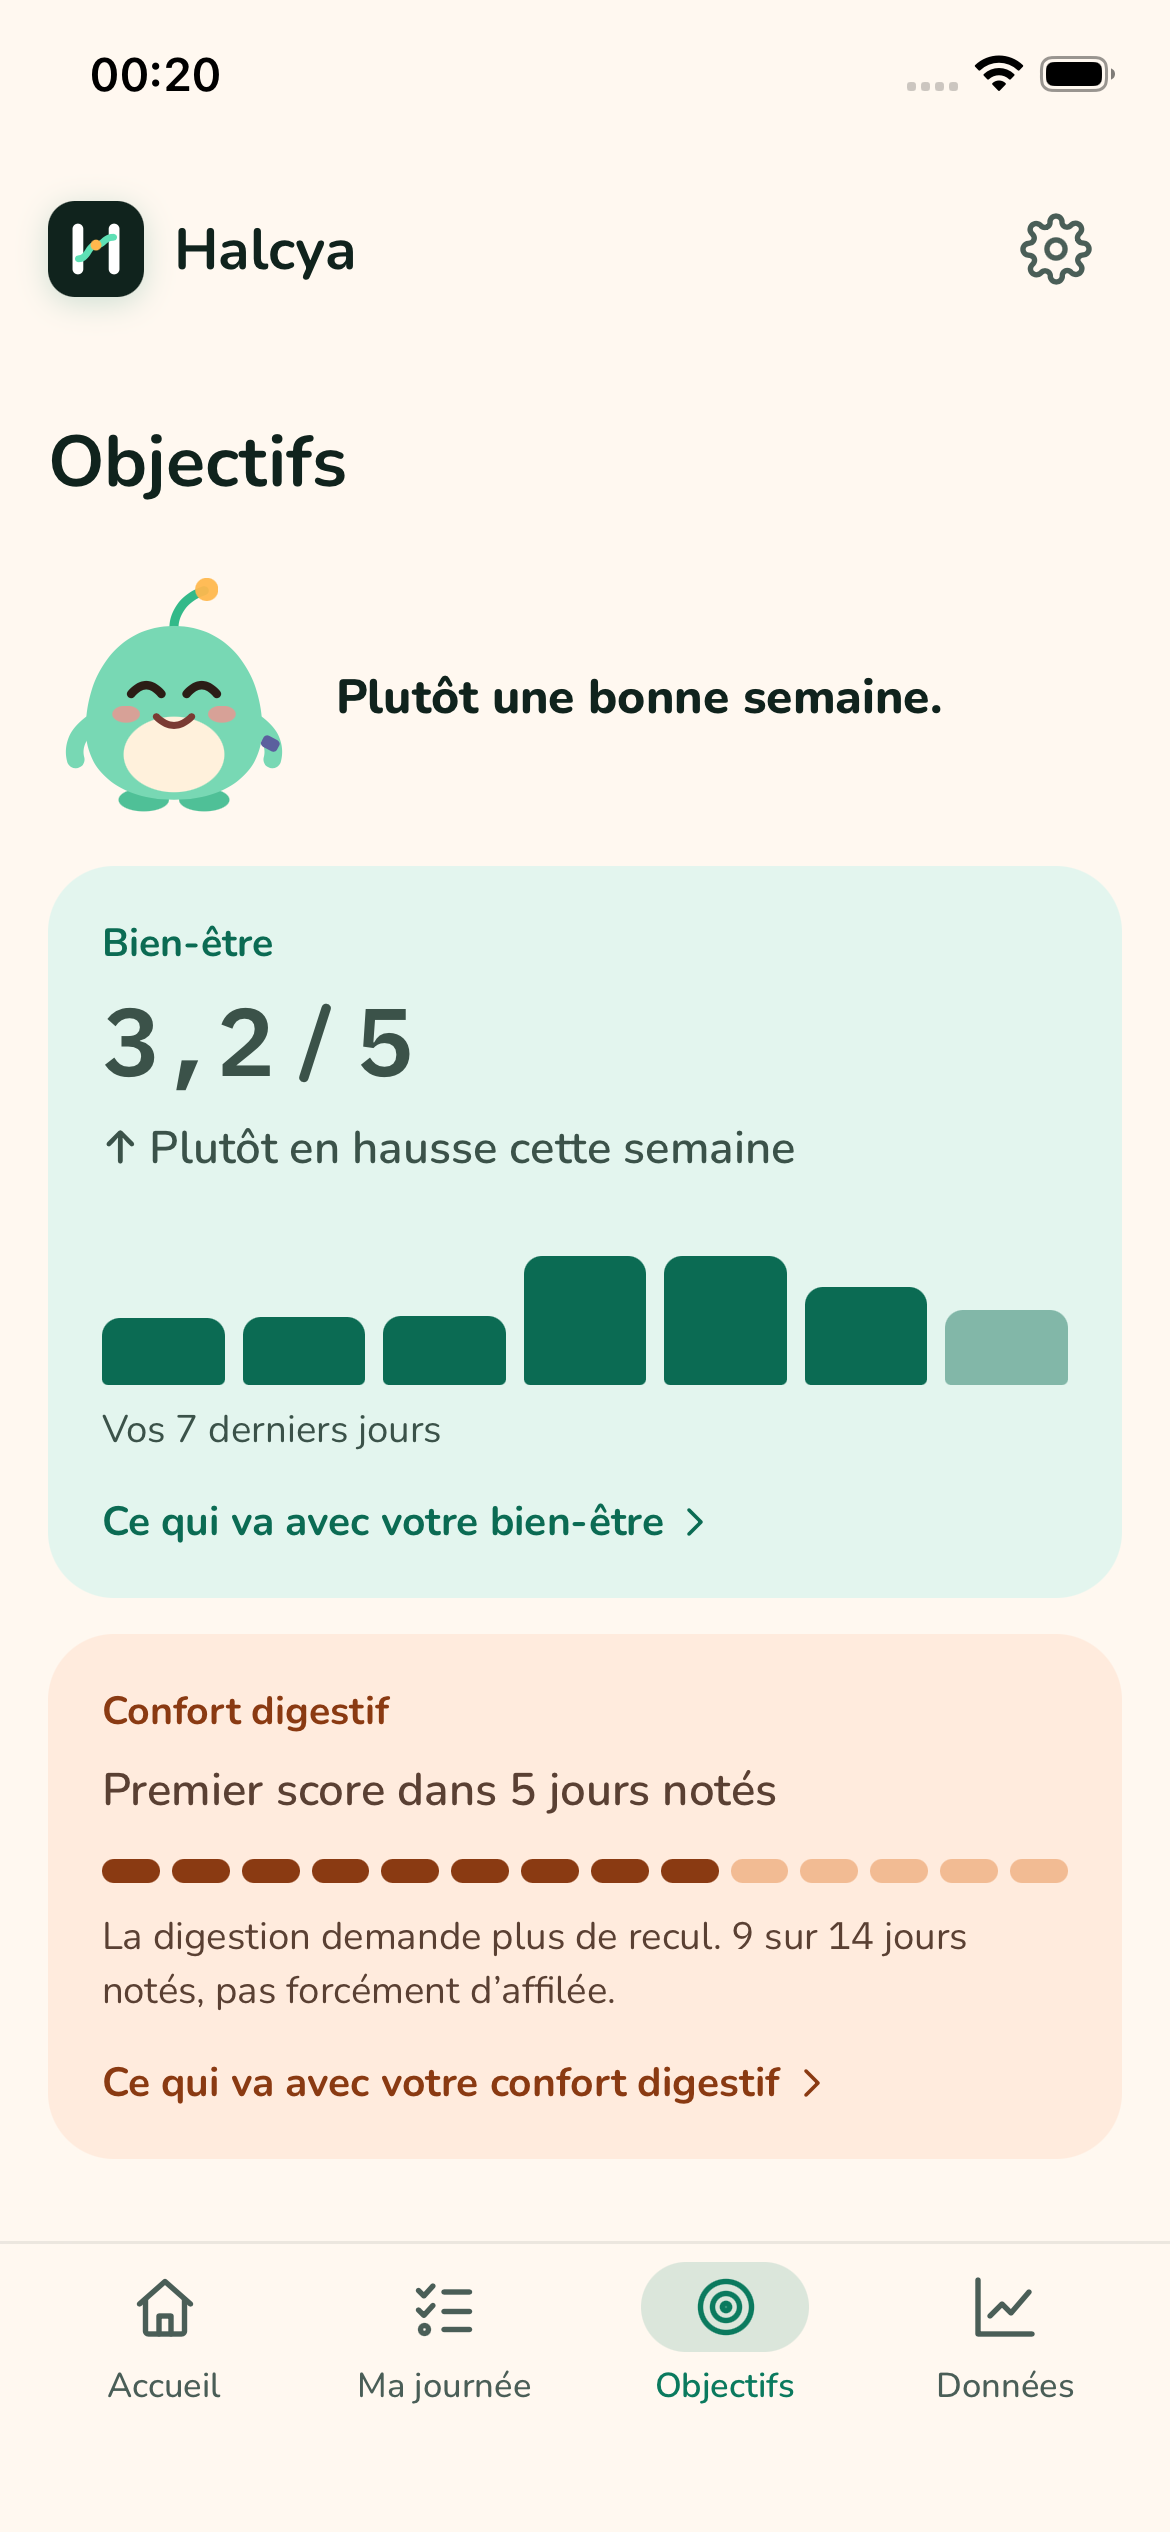 00:20
Halcya
Objectifs
Plutôt une bonne semaine.
Bien-être
3,2/5
↑ Plutôt en hausse cette semaine
Vos 7 derniers jours
Ce qui va avec votre bien-être >
Confort digestif
Premier score dans 5 jours notés
La digestion demande plus de recul. 9 sur 14 jours
notés, pas forcément d’affilée.
Ce qui va avec votre confort digestif >
Accueil
Ma journée
Objectifs
Données